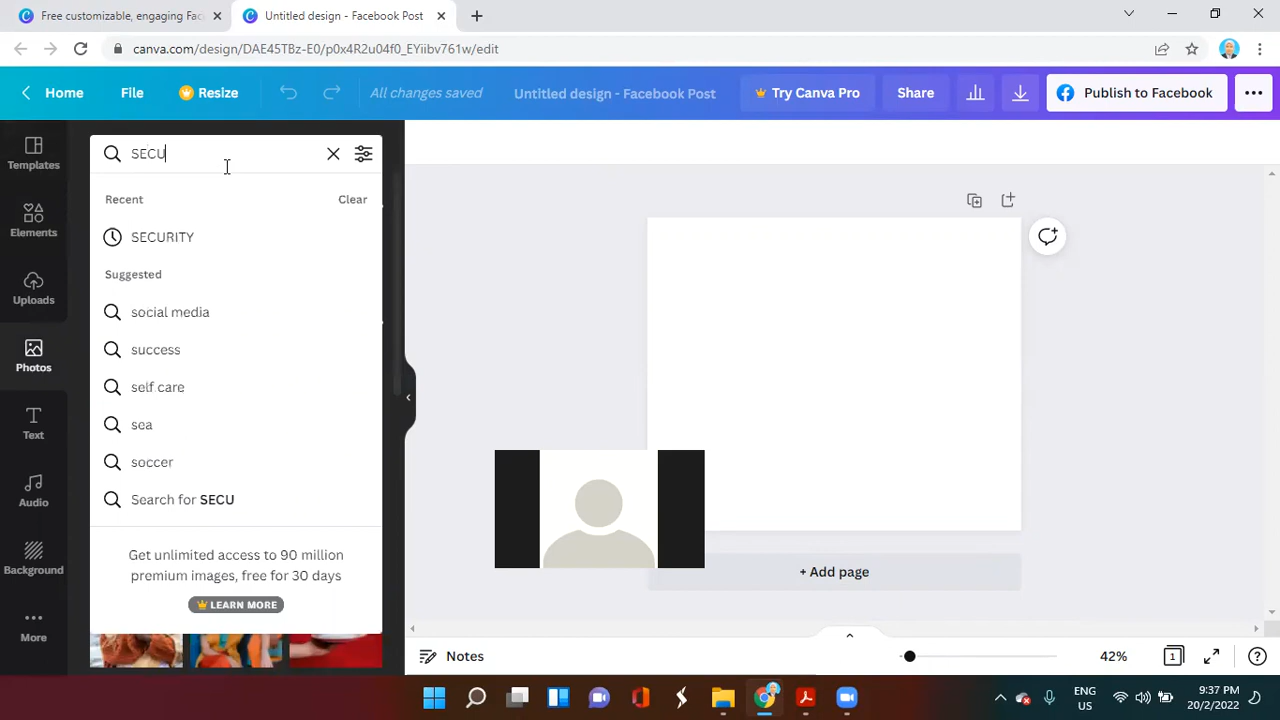 Free customizable, engaging Fac
Untitled design - Facebook Post
canva.com/design/DAE45TBz-E0/p0x4R2u04f0_EYiibv761w/edit
Home
File
Resize
All changes saved
Untitled design - Facebook Post
Try Canva Pro
Share
Publish to Facebook
Templates
Elements
Uploads
Photos
Text
Audio
Background
More
SECU
Recent
Clear
SECURITY
Suggested
social media
success
self care
sea
soccer
Search for SECU
Get unlimited access to 90 million
premium images, free for 30 days
LEARN MORE
+ Add page
Notes
42%
1
ENG
US
9:37 PM
20/2/2022